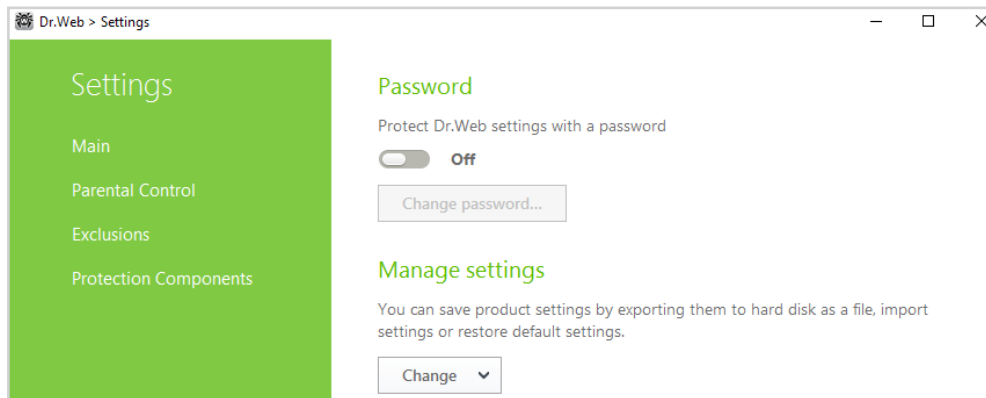 Dr.Web > Settings
Settings
Main
Parental Control
Exclusions
Protection Components
Password
Protect Dr.Web settings with a password
Off
Change password...
Manage settings
You can save product settings by exporting them to hard disk as a file, import
settings or restore default settings.
Change